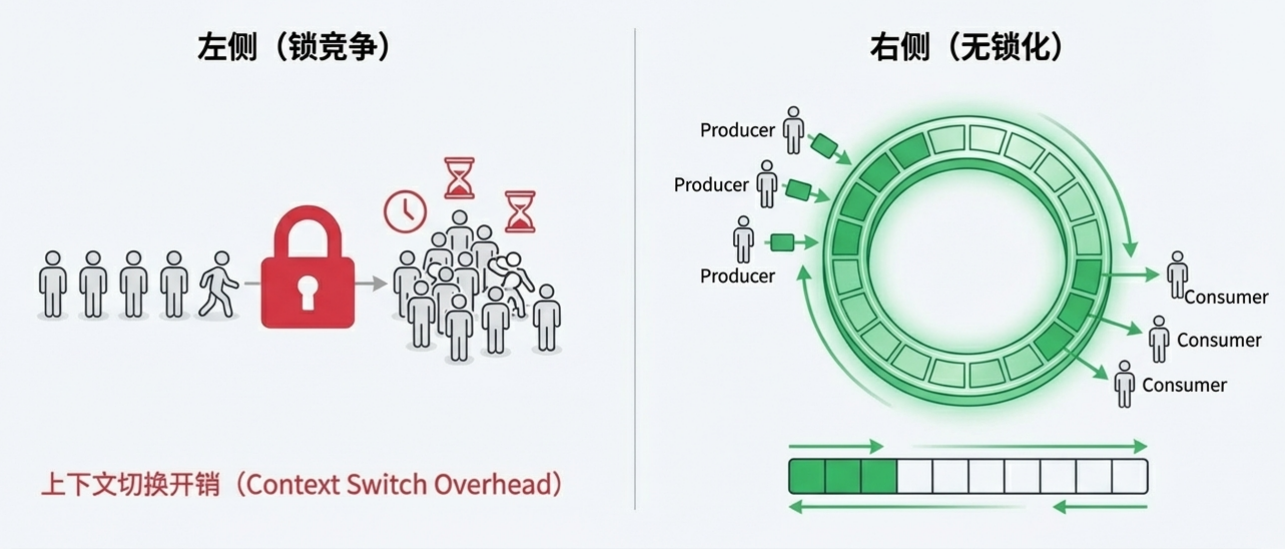 左侧（锁竞争）
上下文切换开销（Context Switch Overhead）
右侧（无锁化）
Producer
Producer
Producer
Consumer
Consumer
Consumer